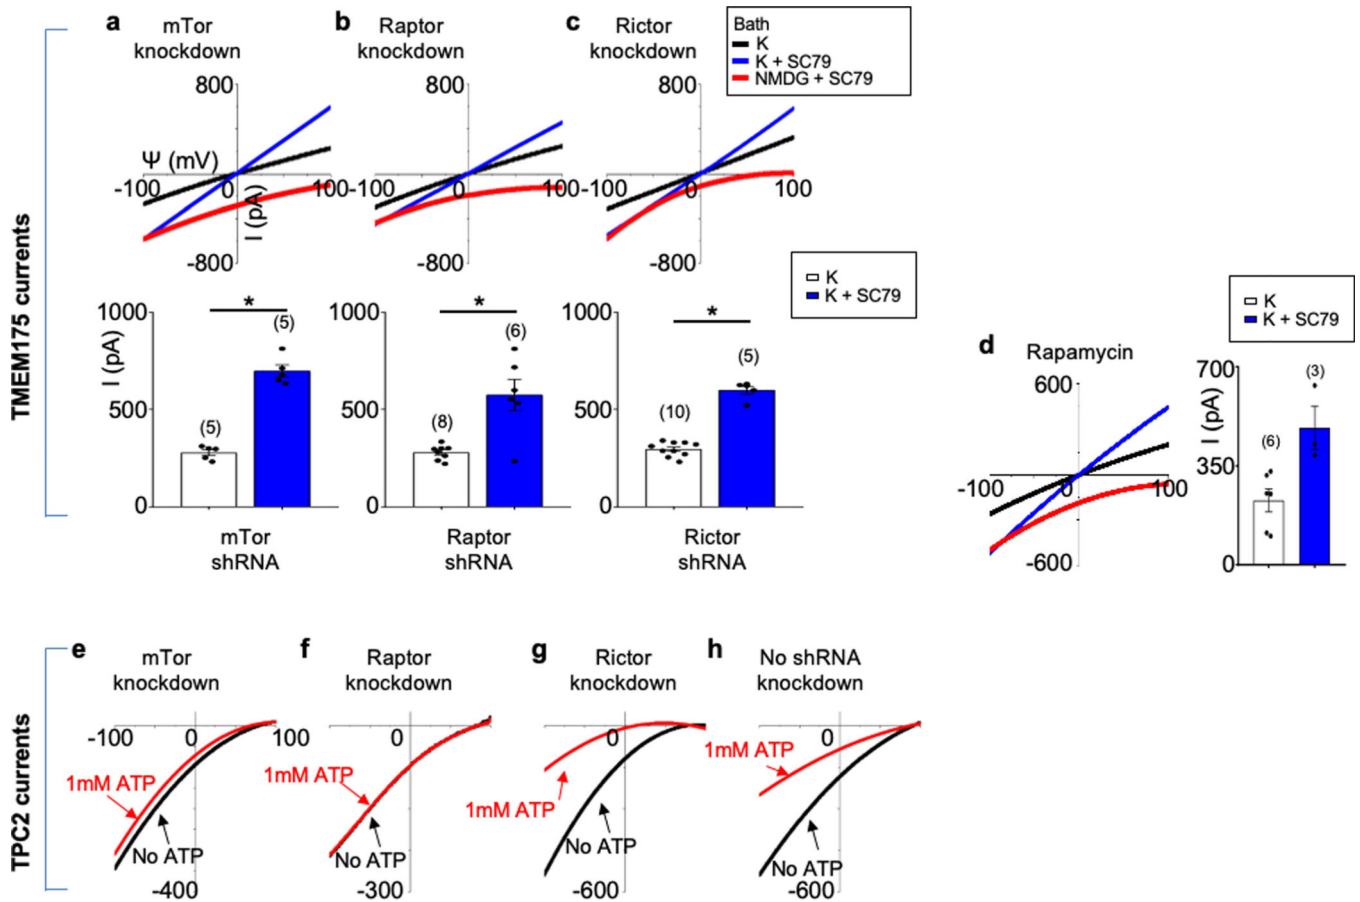 TMEM175 currents
a
mTor
knockdown
800
Ψ (mV)
-100
0
100
I (pA)
-800
b
Raptor
knockdown
800
-100
0
100
-800
c
Rictor
knockdown
800
-100
0
100
-800
Bath
K
K + SC79
NMDG + SC79
1000
500
0
I (pA)
(5)
*
(5)
mTor
shRNA
1000
500
0
(8)
*
(6)
Raptor
shRNA
1000
500
0
(10)
*
(5)
Rictor
shRNA
K
K + SC79
d
Rapamycin
600
-100
0
100
-600
K
K + SC79
700
350
0
I (pA)
(6)
(3)
TPC2 currents
e
mTor
knockdown
-100
0
100
1mM ATP
No ATP
-400
f
Raptor
knockdown
0
1mM ATP
No ATP
-300
g
Rictor
knockdown
0
1mM ATP
No ATP
-600
h
No shRNA
knockdown
0
1mM ATP
No ATP
-600